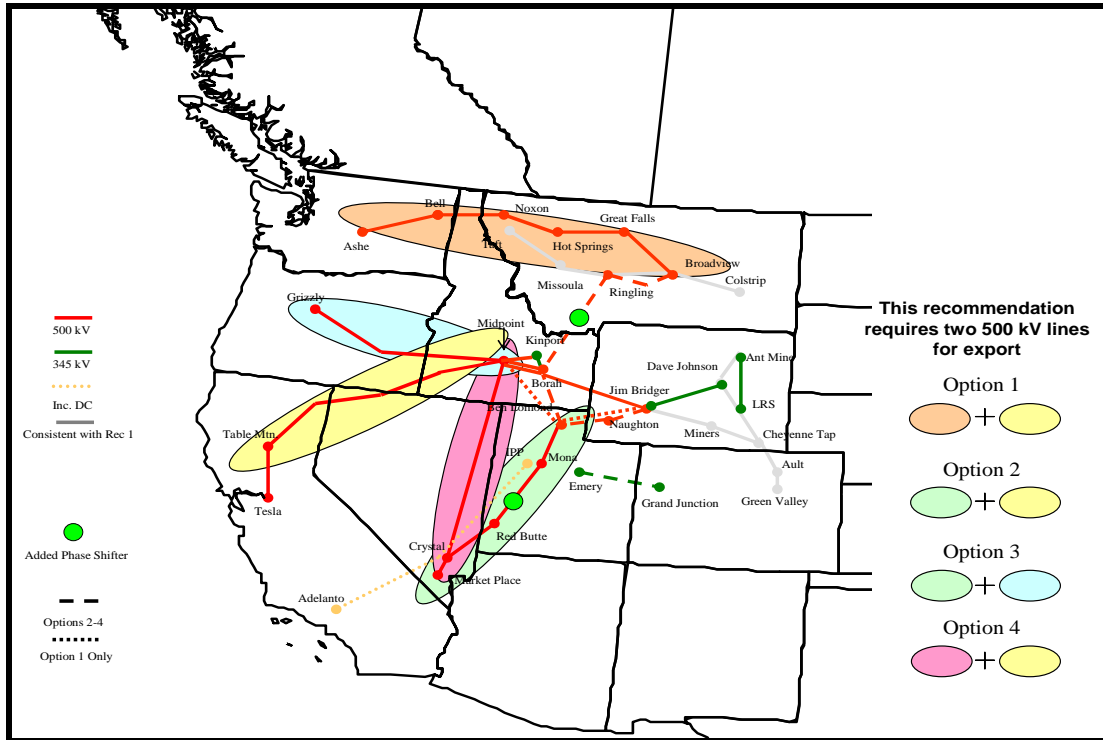 Bell
Noxon
Great Falls
Ashe
Taft
Hot Springs
Broadview
Missoula
Ringling
Colstrip
Grizzly
Midpoint
Kinport
500 kV
345 kV
Inc. DC
Consistent with Rec 1
Borah
Dave Johnson
Ant Mine
Jim Bridger
Ben Lomond
LRS
Naughton
Miners
Cheyenne Tap
Table Mtn
IPP
Mona
Ault
Emery
Grand Junction
Green Valley
Tesla
Red Butte
Crystal
Market Place
Adelanto
Added Phase Shifter
Options 2-4
Option 1 Only
This recommendation
requires two 500 kV lines
for export
Option 1
+
Option 2
+
Option 3
+
Option 4
+